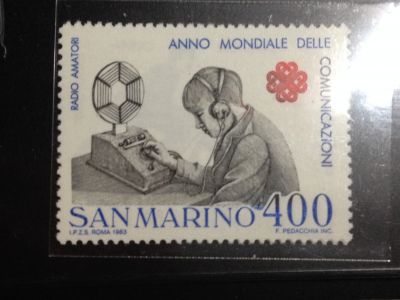 RADIO AMATORI
ANNO MONDIALE DELLE
COMUNICAZIONI
SAN MARINO 400
I.P.Z.S. ROMA 1983
F. PEDACCHIA INC.